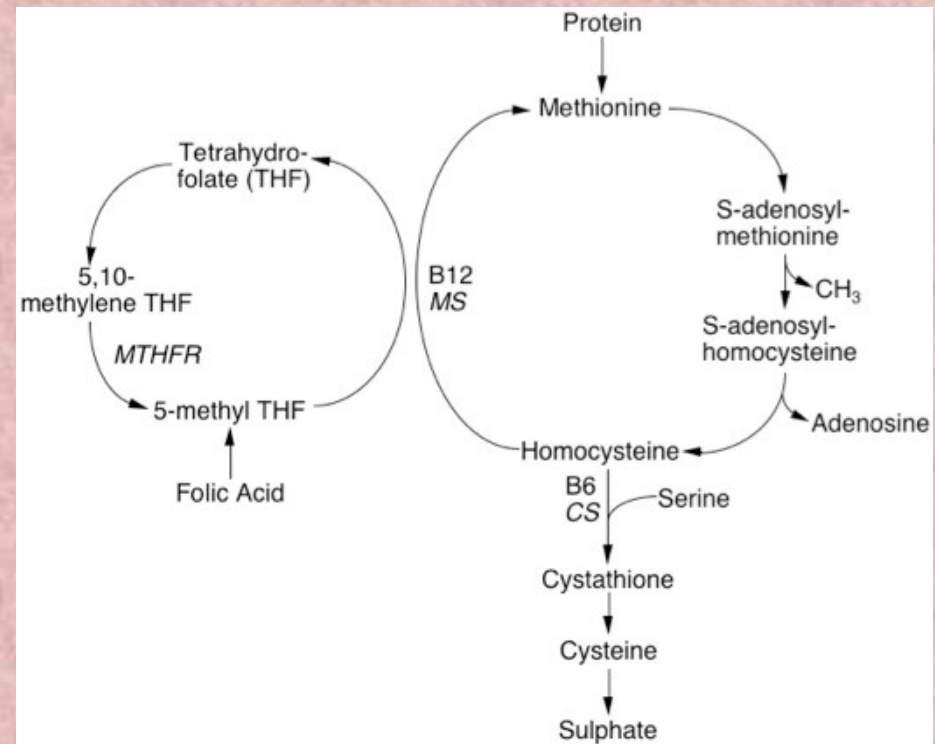 Protein
Methionine
Tetrahydro-
folate (THF)
S-adenosyl-
methionine
5,10-
methylene THF
B12
MS
CH3
S-adenosyl-
homocysteine
MTHFR
5-methyl THF
Adenosine
Homocysteine
Folic Acid
B6
CS
Serine
Cystathione
Cysteine
Sulphate